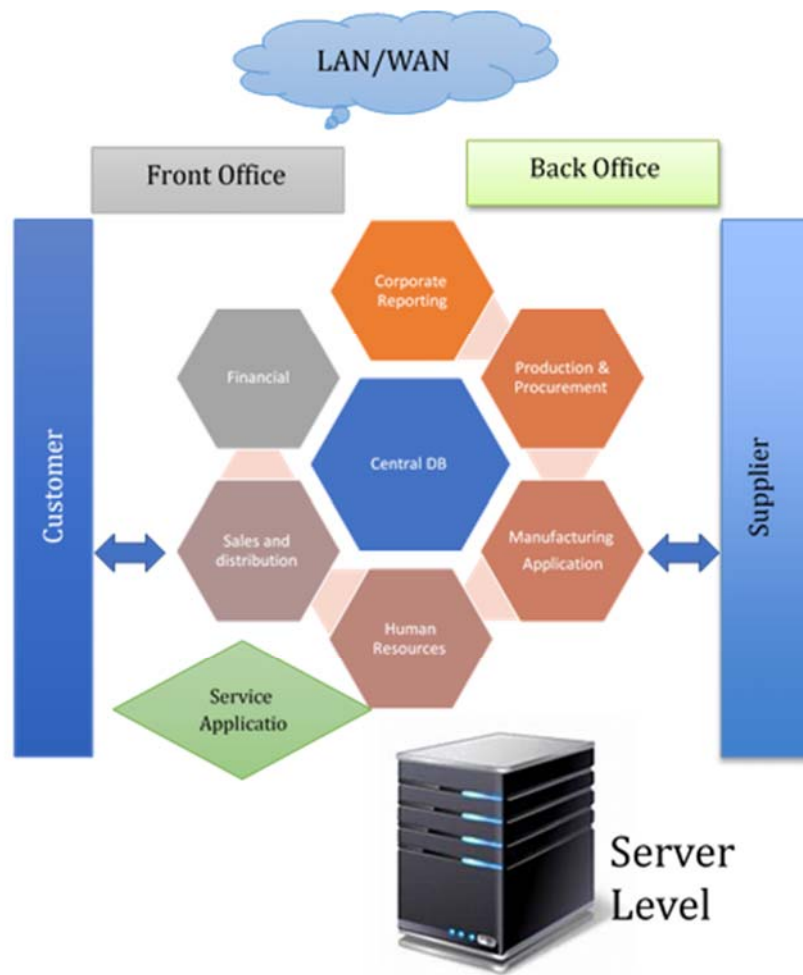 LAN/WAN
Front Office
Back Office
Corporate
Reporting
Financial
Production &
Procurement
Customer
Central DB
Supplier
Sales and
distribution
Manufacturing
Application
Human
Resources
Service
Applicatio
Server
Level